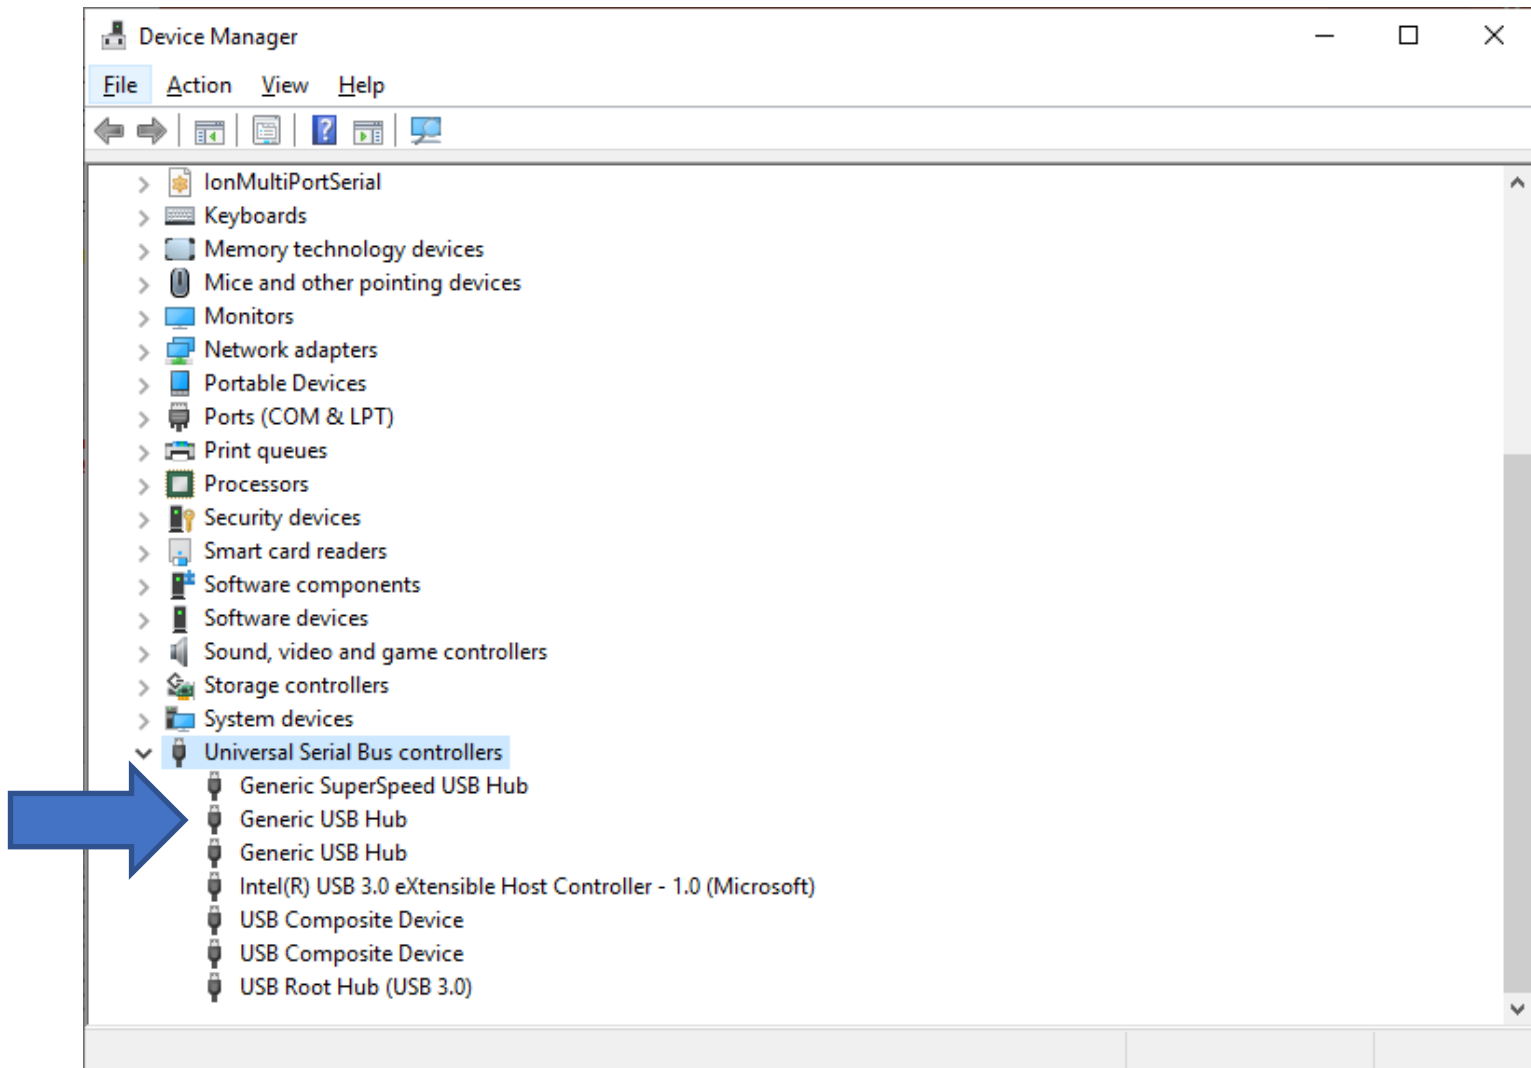 Device Manager
File Action View Help
IonMultiPortSerial
Keyboards
Memory technology devices
Mice and other pointing devices
Monitors
Network adapters
Portable Devices
Ports (COM & LPT)
Print queues
Processors
Security devices
Smart card readers
Software components
Software devices
Sound, video and game controllers
Storage controllers
System devices
Universal Serial Bus controllers
Generic SuperSpeed USB Hub
Generic USB Hub
Generic USB Hub
Intel(R) USB 3.0 eXtensible Host Controller - 1.0 (Microsoft)
USB Composite Device
USB Composite Device
USB Root Hub (USB 3.0)